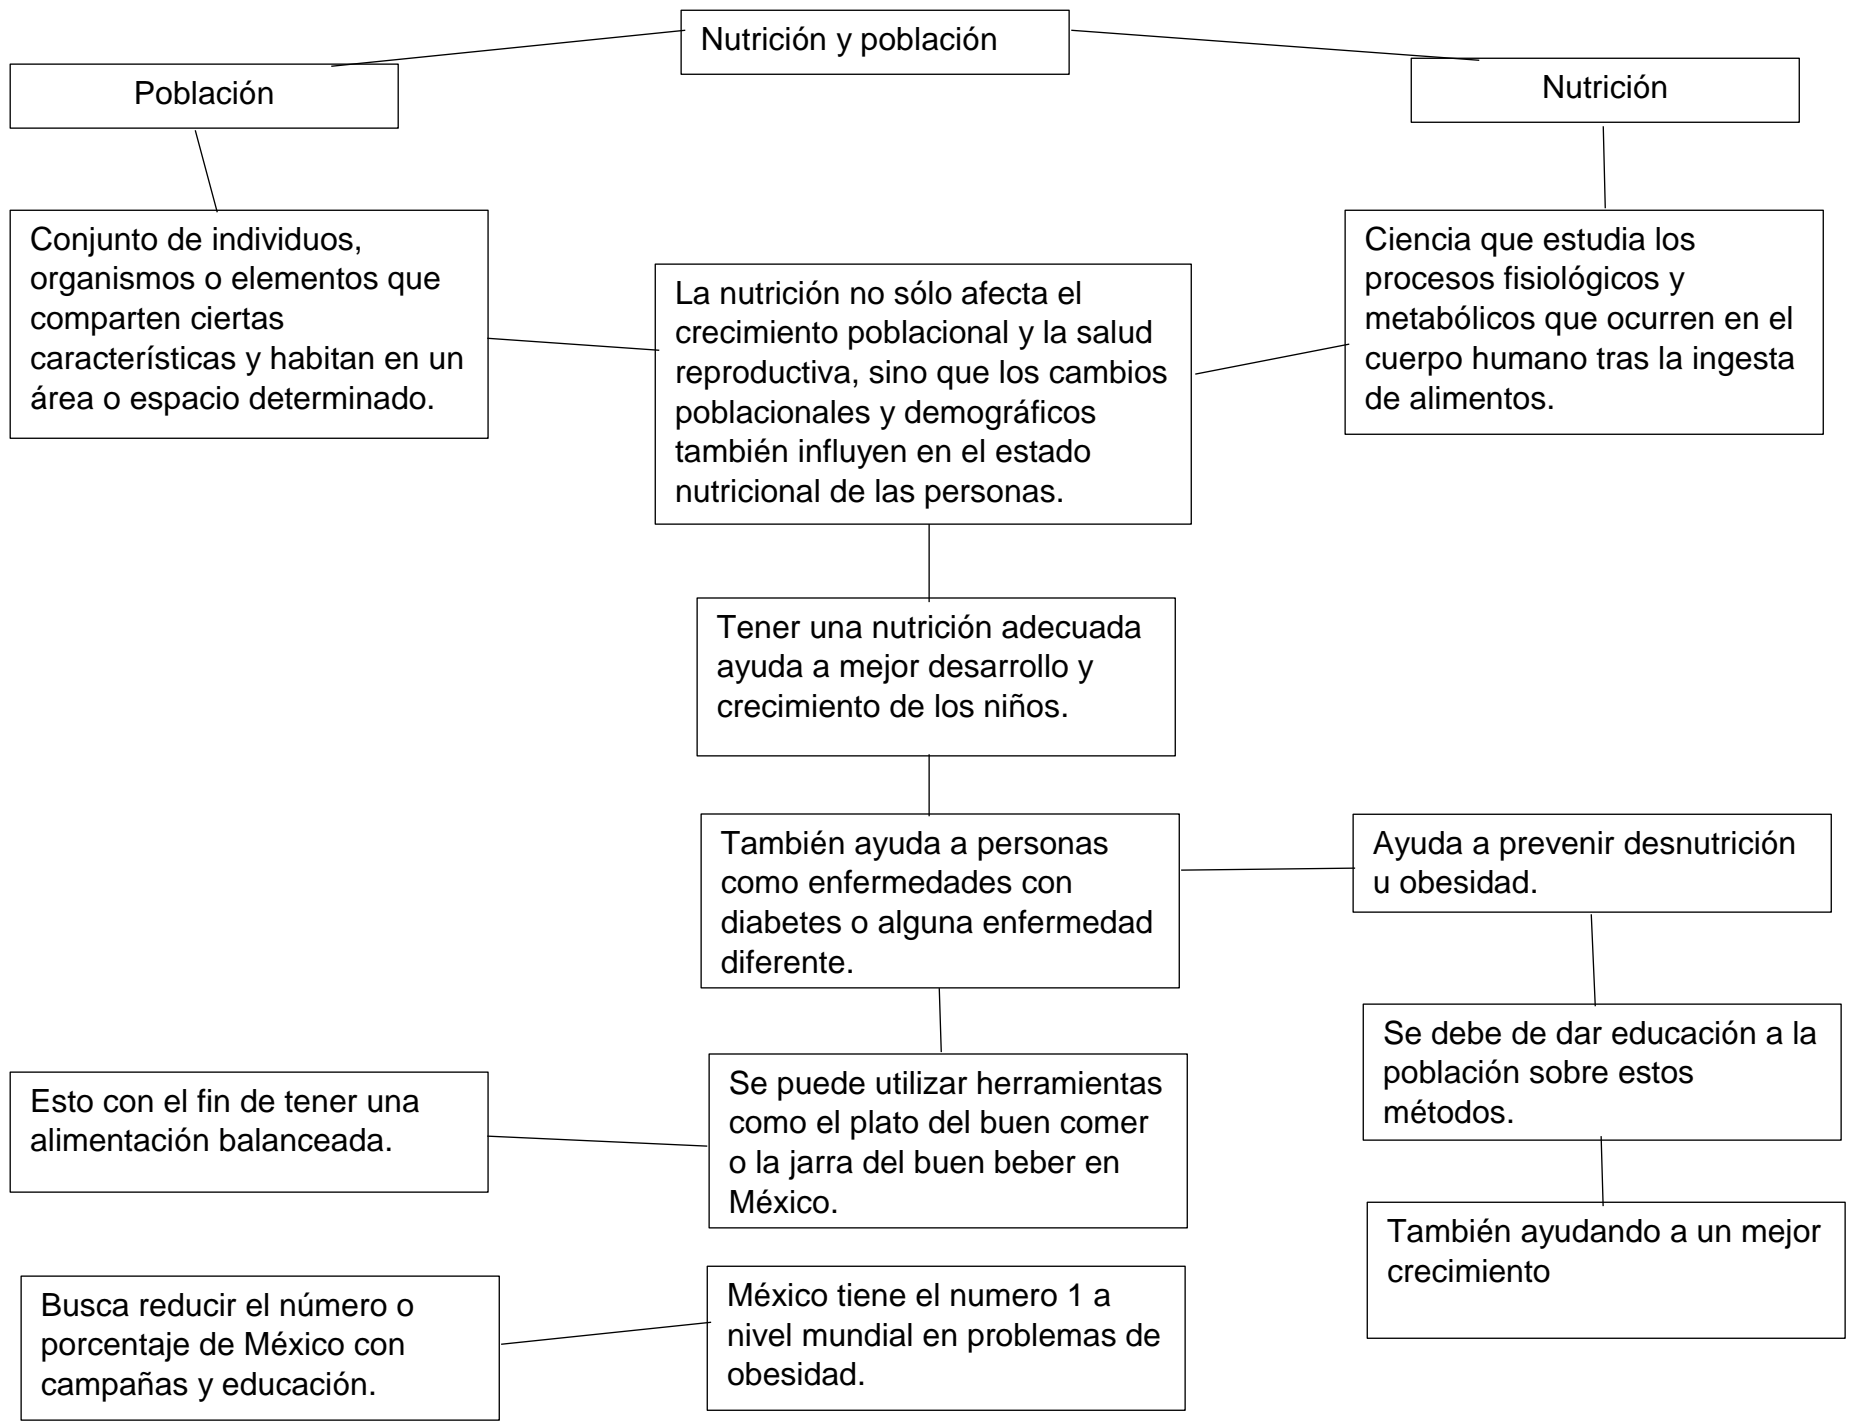 Nutrición y población
Población
Nutrición
Conjunto de individuos,
organismos o elementos que
comparten ciertas
características y habitan en un
área o espacio determinado.
La nutrición no sólo afecta el
crecimiento poblacional y la salud
reproductiva, sino que los cambios
poblacionales y demográficos
también influyen en el estado
nutricional de las personas.
Ciencia que estudia los
procesos fisiológicos y
metabólicos que ocurren en el
cuerpo humano tras la ingesta
de alimentos.
Tener una nutrición adecuada
ayuda a mejor desarrollo y
crecimiento de los niños.
También ayuda a personas
como enfermedades con
diabetes o alguna enfermedad
diferente.
Ayuda a prevenir desnutrición
u obesidad.
Se debe de dar educación a la
población sobre estos
métodos.
Esto con el fin de tener una
alimentación balanceada.
Se puede utilizar herramientas
como el plato del buen comer
o la jarra del buen beber en
México.
También ayudando a un mejor
crecimiento
Busca reducir el número o
porcentaje de México con
campañas y educación.
México tiene el numero 1 a
nivel mundial en problemas de
obesidad.